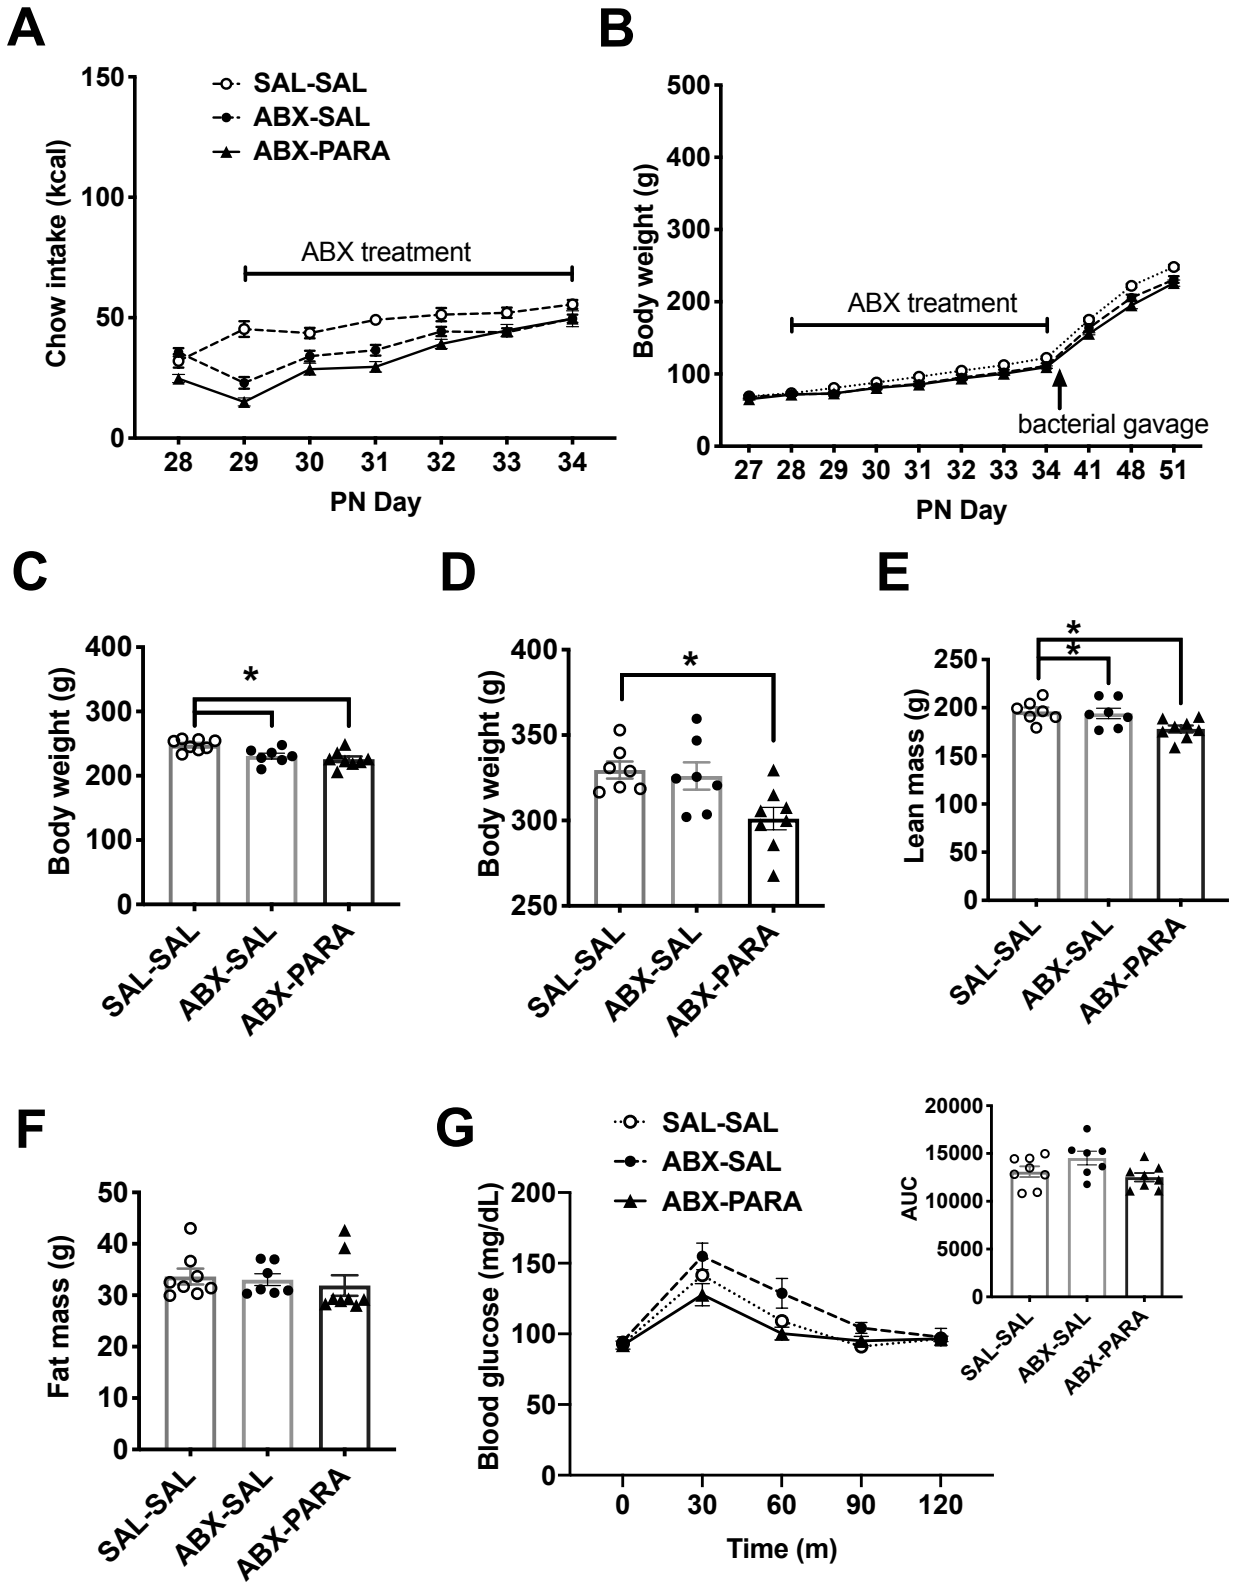 A
150
100
50
0
Chow intake (kcal)
SAL-SAL
ABX-SAL
ABX-PARA
ABX treatment
28 29 30 31 32 33 34
PN Day
B
500
400
300
200
100
0
Body weight (g)
ABX treatment
bacterial gavage
27 28 29 30 31 32 33 34 41 48 51
PN Day
C
400
300
200
100
0
Body weight (g)
*
SAL-SAL
ABX-SAL
ABX-PARA
D
400
350
300
250
Body weight (g)
*
SAL-SAL
ABX-SAL
ABX-PARA
E
250
200
150
100
50
0
Lean mass (g)
*
*
SAL-SAL
ABX-SAL
ABX-PARA
F
50
40
30
20
10
0
Fat mass (g)
SAL-SAL
ABX-SAL
ABX-PARA
G
SAL-SAL
ABX-SAL
ABX-PARA
200
150
100
50
0
Blood glucose (mg/dL)
0 30 60 90 120
Time (m)
20000
15000
10000
5000
0
AUC
SAL-SAL
ABX-SAL
ABX-PARA